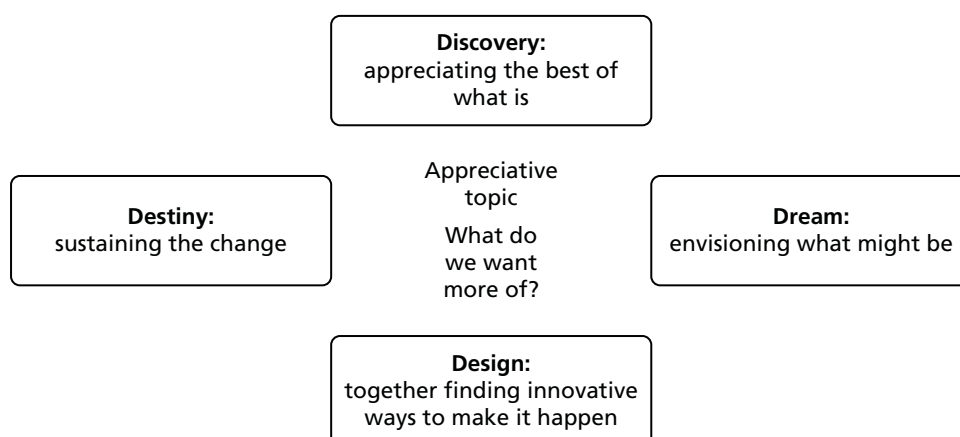 Discovery:
appreciating the best of
what is
Appreciative
topic
What do
we want
more of?
Destiny:
sustaining the change
Dream:
envisioning what might be
Design:
together finding innovative
ways to make it happen